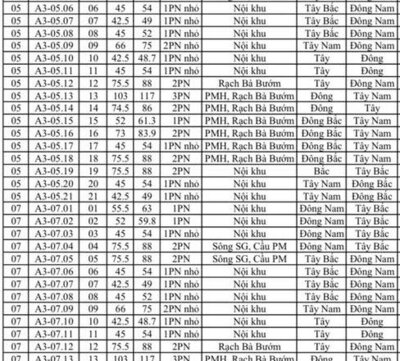 05 A3-05.06 06 45 54 1PN nhỏ Nội khu Tây Bắc Đông Nam
05 A3-05.07 07 42.5 49 1PN nhỏ Nội khu Tây Bắc Đông Nam
05 A3-05.08 08 45 52 1PN nhỏ Nội khu Tây Bắc Đông Nam
05 A3-05.09 09 66 75 2PN nhỏ Nội khu Tây Nam Đông Bắc
05 A3-05.10 10 42.5 48.7 1PN nhỏ Nội khu Tây Đông
05 A3-05.11 11 45 54 1PN nhỏ Nội khu Tây Đông
05 A3-05.12 12 75.5 88 2PN Rạch Bà Bướm Tây Bắc Đông Nam
05 A3-05.13 13 103 117 3PN PMH, Rạch Bà Bướm Đông Bắc Tây Nam
05 A3-05.14 14 74.5 86 2PN PMH, Rạch Bà Bướm Đông Tây
05 A3-05.15 15 52 61.3 1PN PMH, Rạch Bà Bướm Đông Bắc Tây Nam
05 A3-05.16 16 73 83.9 2PN PMH, Rạch Bà Bướm Đông Bắc Tây Nam
05 A3-05.17 17 45 54 1PN nhỏ PMH, Rạch Bà Bướm Đông Bắc Tây Nam
05 A3-05.18 18 75.5 88 2PN PMH, Rạch Bà Bướm Đông Bắc Tây Nam
05 A3-05.19 19 75.5 88 2PN Nội khu Bắc Tây Bắc
05 A3-05.20 20 45 54 1PN nhỏ Nội khu Tây Nam Đông Bắc
05 A3-05.21 21 42.5 49 1PN nhỏ Nội khu Tây Nam Đông Bắc
07 A3-07.01 01 55.5 63 1PN Nội khu Đông Nam Tây Bắc
07 A3-07.02 02 52 59.8 1PN Nội khu Đông Nam Tây Bắc
07 A3-07.03 03 45 54 1PN nhỏ Nội khu Đông Nam Tây Bắc
07 A3-07.04 04 75.5 88 2PN Sông SG, Cầu PM Đông Nam Tây Bắc
07 A3-07.05 05 75.5 88 2PN Sông SG, Cầu PM Tây Bắc Đông Nam
07 A3-07.06 06 45 54 1PN nhỏ Nội khu Tây Bắc Đông Nam
07 A3-07.07 07 42.5 49 1PN nhỏ Nội khu Tây Bắc Đông Nam
07 A3-07.08 08 45 52 1PN nhỏ Nội khu Tây Bắc Đông Nam
07 A3-07.09 09 66 75 2PN nhỏ Nội khu Tây Nam Đông Bắc
07 A3-07.10 10 42.5 48.7 1PN nhỏ Nội khu Tây Đông
07 A3-07.11 11 45 54 1PN nhỏ Nội khu Tây Đông
07 A3-07.12 12 75.5 88 2PN Rạch Bà Bướm Tây Bắc Đông Nam
07 A3-07.13 13 103 117 3PN PMH, Rạch Bà Bướm Đông Bắc Tây Nam